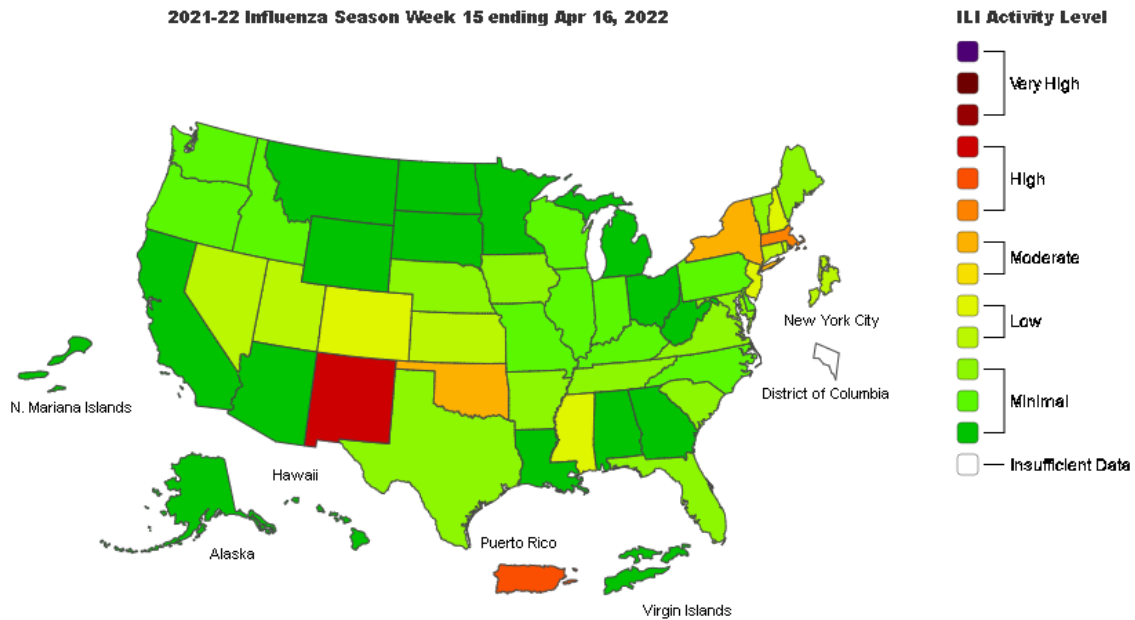 2021-22 Influenza Season Week 15 ending Apr 16, 2022
ILI Activity Level
Very High
High
Moderate
Low
Minimal
Insufficient Data
New York City
District of Columbia
N. Mariana Islands
Hawaii
Alaska
Puerto Rico
Virgin Islands